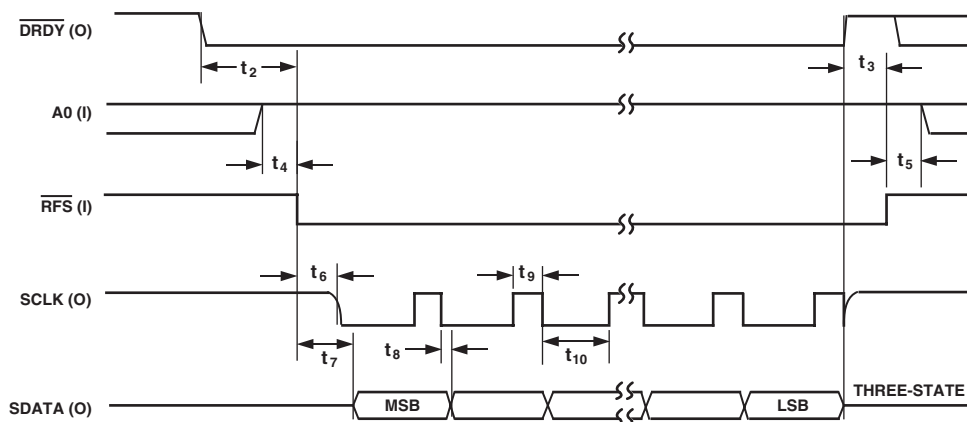 DRDY (O)
t2
t3
A0 (I)
t4
t5
RFS (I)
t6
t9
SCLK (O)
t7
t8
t10
SDATA (O)
MSB
LSB
THREE-STATE